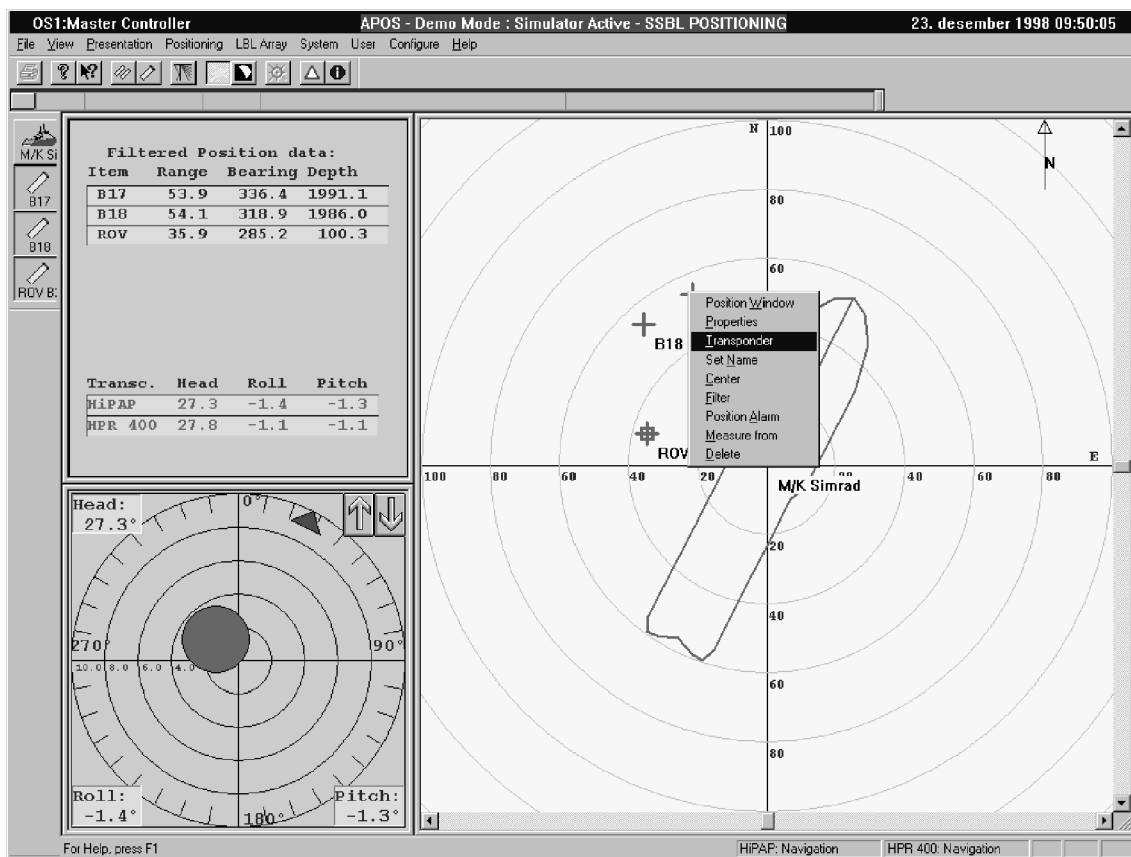 OS1:Master Controller APOS - Demo Mode : Simulator Active - SSBL POSITIONING 23. desember 1998 09:50:05
File View Presentation Positioning LBL Array System User Configure Help
M/K Si
B17
B18
ROV B:
Filtered Position data:
Item Range Bearing Depth
B17 53.9 336.4 1991.1
B18 54.1 318.9 1986.0
ROV 35.9 285.2 100.3
Transc. Head Roll Pitch
HiPAP 27.3 -1.4 -1.3
HPR 400 27.8 -1.1 -1.1
Head:
27.3°
0°
270°
90°
10.0 8.0 6.0 4.0
Roll:
-1.4°
180°
Pitch:
-1.3°
N 100
N
80
60
B18
ROV
Position Window
Properties
Transponder
Set Name
Center
Filter
Position Alarm
Measure from
Delete
E
100 80 60 40 20 40 60 80
M/K Simrad
20
40
60
80
For Help, press F1 HiPAP: Navigation HPR 400: Navigation